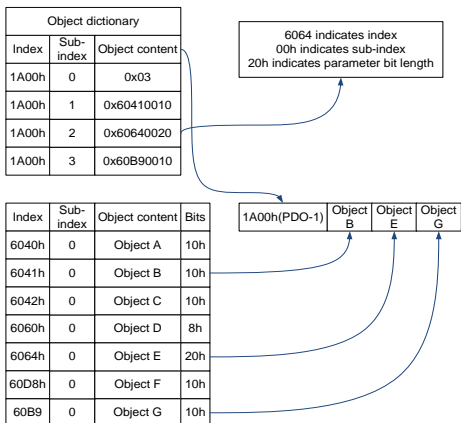 Object dictionary
Index Sub-index Object content
1A00h 0 0x03
1A00h 1 0x60410010
1A00h 2 0x60640020
1A00h 3 0x60B90010
6064 indicates index
00h indicates sub-index
20h indicates parameter bit length
Index Sub-index Object content Bits
6040h 0 Object A 10h
6041h 0 Object B 10h
6042h 0 Object C 10h
6060h 0 Object D 8h
6064h 0 Object E 20h
60D8h 0 Object F 10h
60B9 0 Object G 10h
1A00h(PDO-1) Object B Object E Object G